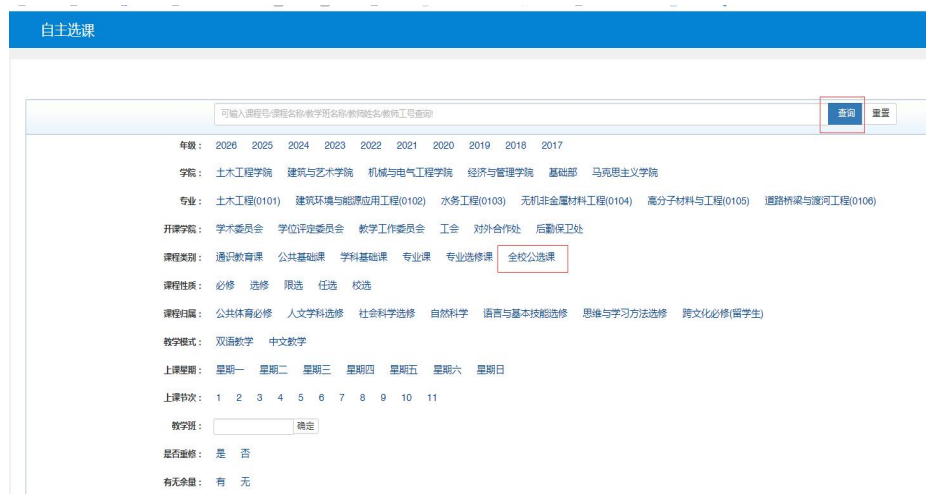 自主选课
可输入课程号/课程名称/教学班名称/教师姓名/教师工号查询! 查询 重置
年级： 2026 2025 2024 2023 2022 2021 2020 2019 2018 2017
学院： 土木工程学院 建筑与艺术学院 机械与电气工程学院 经济与管理学院 基础部 马克思主义学院
专业： 土木工程(0101) 建筑环境与能源应用工程(0102) 水务工程(0103) 无机非金属材料工程(0104) 高分子材料与工程(0105) 道路桥梁与渡河工程(0106)
开课学院： 学术委员会 学位评定委员会 教学工作委员会 工会 对外合作处 后勤保卫处
课程类别： 通识教育课 公共基础课 学科基础课 专业课 专业选修课 全校公选课
课程性质： 必修 选修 限选 任选 校选
课程归属： 公共体育必修 人文学科选修 社会科学选修 自然科学 语言与基本技能选修 思维与学习方法选修 跨文化必修(留学生)
教学模式： 双语教学 中文教学
上课星期： 星期一 星期二 星期三 星期四 星期五 星期六 星期日
上课节次： 1 2 3 4 5 6 7 8 9 10 11
教学班： 确定
是否重修： 是 否
有无余量： 有 无